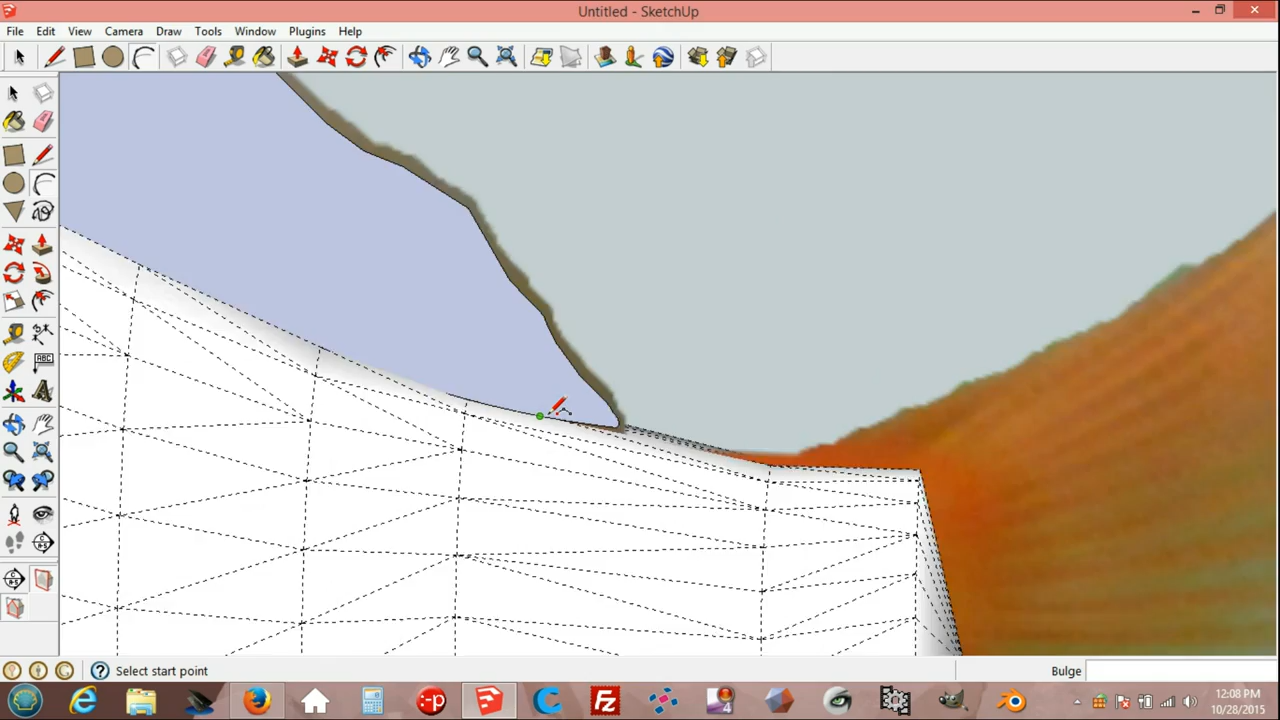 Untitled - SketchUp
File Edit View Camera Draw Tools Window Plugins Help
ABC
Select start point
Bulge
12:08 PM
10/28/2015